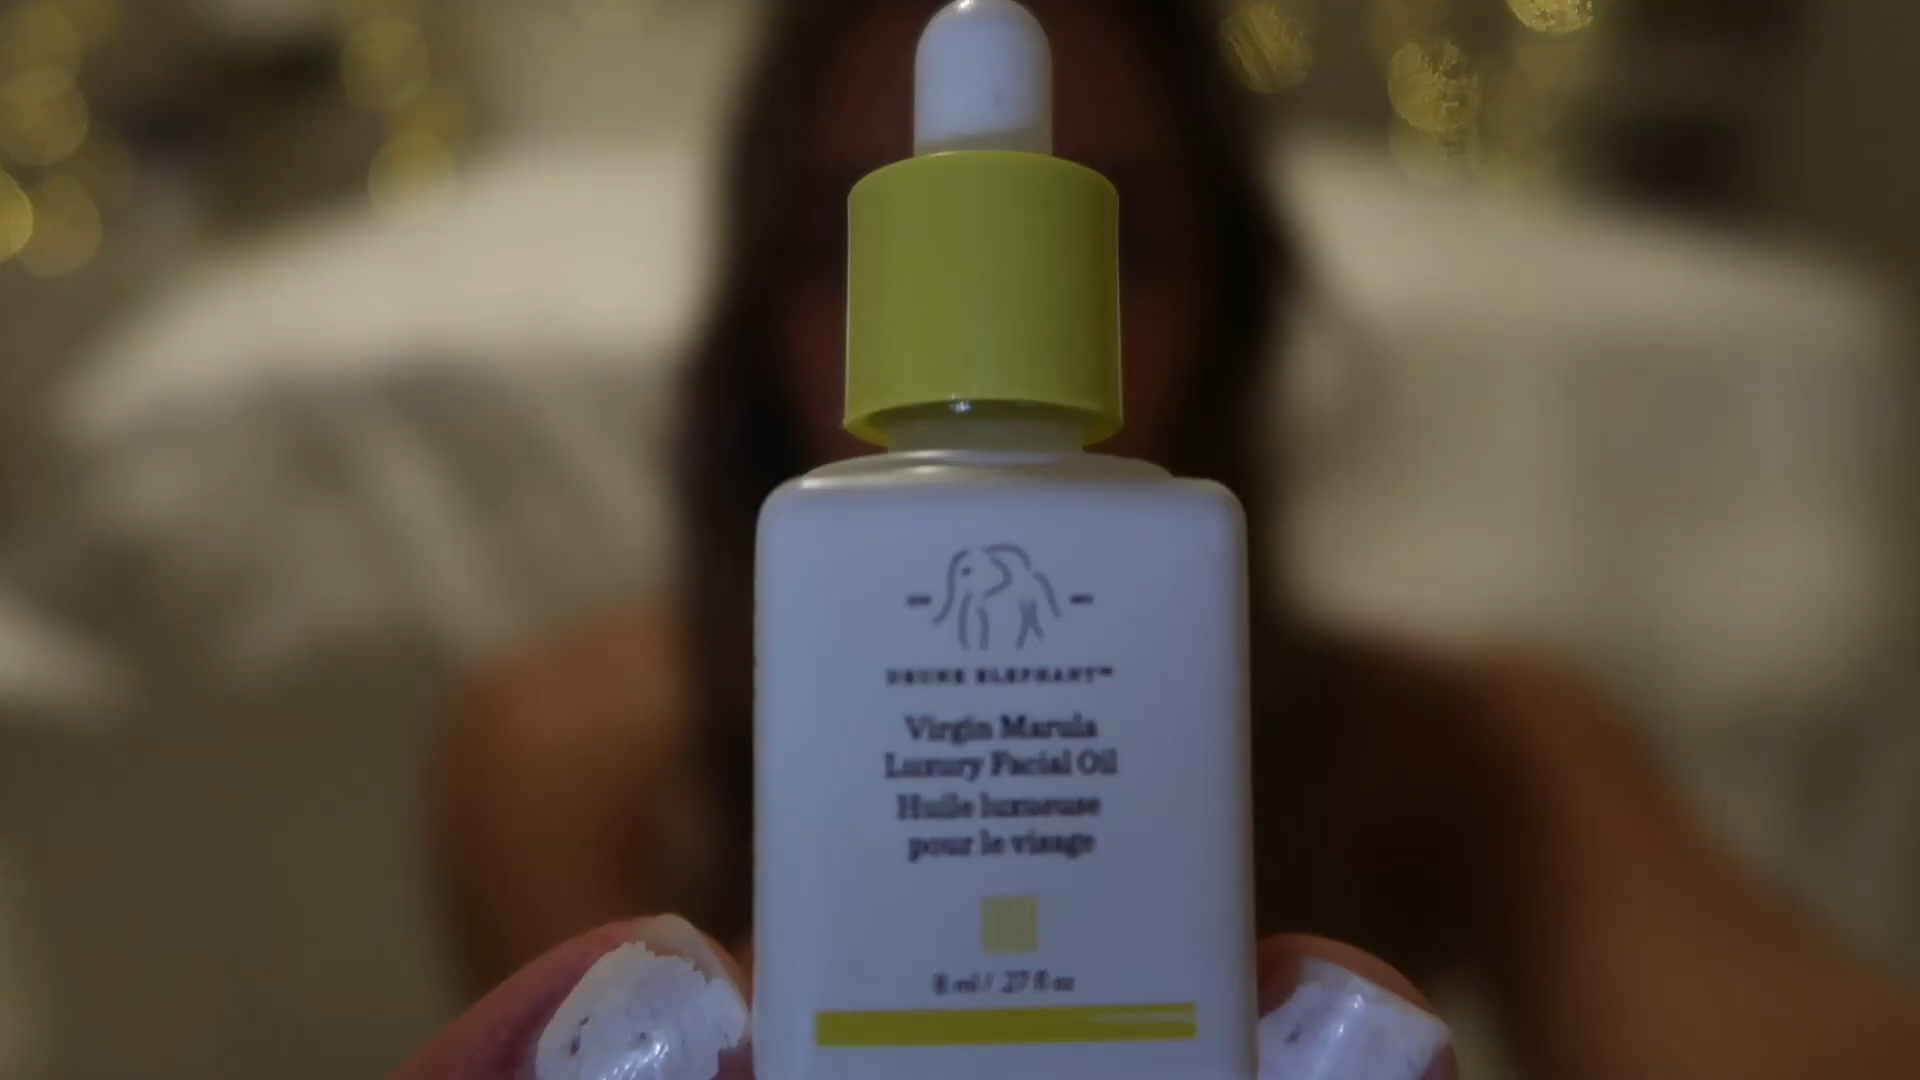 DRUNK ELEPHANT™
Virgin Marula
Luxury Facial Oil
Huile luxueuse
pour le visage
8 ml / .27 fl oz